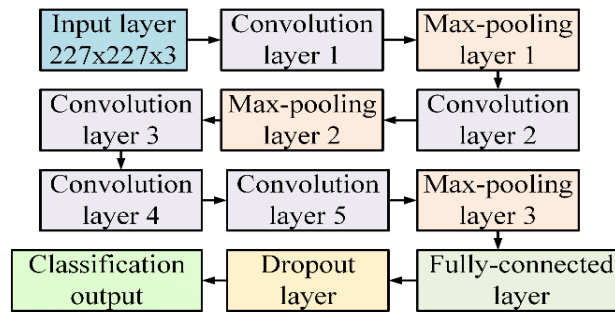 Input layer
227x227x3
Convolution
layer 1
Max-pooling
layer 1
Convolution
layer 2
Max-pooling
layer 2
Convolution
layer 3
Convolution
layer 4
Convolution
layer 5
Max-pooling
layer 3
Fully-connected
layer
Dropout
layer
Classification
output